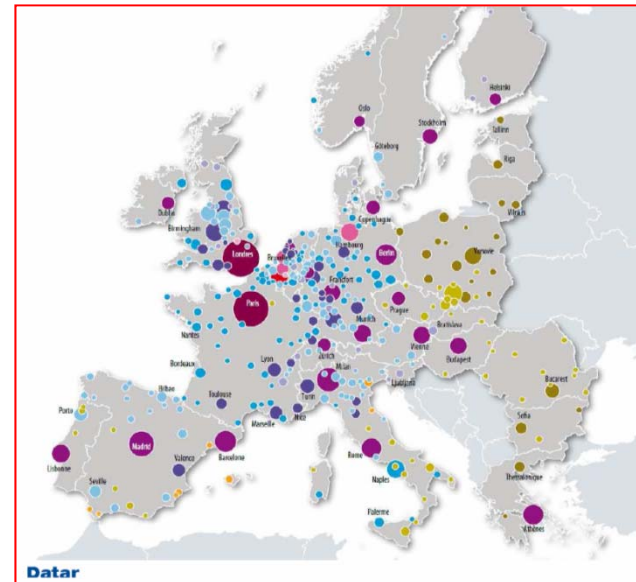 Helsinki
Oslo
Stockholm
Tallinn
Göteborg
Riga
Vilnius
Dublin
Copenhague
Birmingham
Hambourg
Londres
Berlin
Varsovie
Francfort
Paris
Prague
Nantes
Munich
Bratislava
Vienne
Budapest
Zurich
Bordeaux
Lyon
Milan
Ljubljana
Bilbao
Turin
Bucarest
Porto
Toulouse
Nice
Marseille
Sofia
Madrid
Barcelone
Rome
Lisbonne
Valence
Naples
Thessalonique
Séville
Palerme
Athènes
Datar